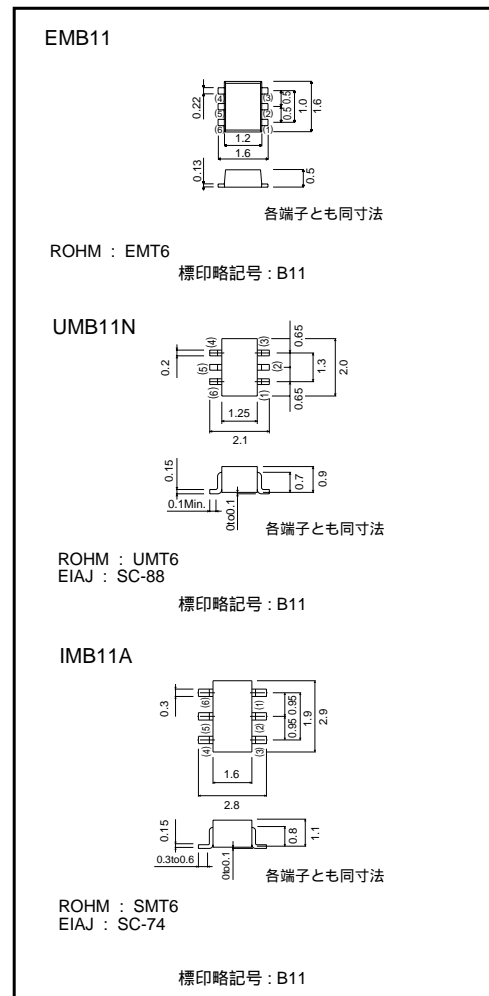 EMB11
0.22
(4)
(5)
(6)
(3)
(2)
(1)
0.5 0.5
1.0
1.6
1.2
1.6
0.13
0.5
各端子とも同寸法
ROHM : EMT6
標印略記号 : B11
UMB11N
0.2
(4)
(5)
(6)
(3)
(2)
(1)
0.65
0.65
1.3
2.0
1.25
2.1
0.15
0.1Min.
0to0.1
0.7
0.9
各端子とも同寸法
ROHM : UMT6
EIAJ : SC-88
標印略記号 : B11
IMB11A
0.3
(6)
(5)
(4)
(1)
(2)
(3)
0.95 0.95
1.9
2.9
1.6
2.8
0.15
0.3to0.6
0to0.1
0.8
1.1
各端子とも同寸法
ROHM : SMT6
EIAJ : SC-74
標印略記号 : B11